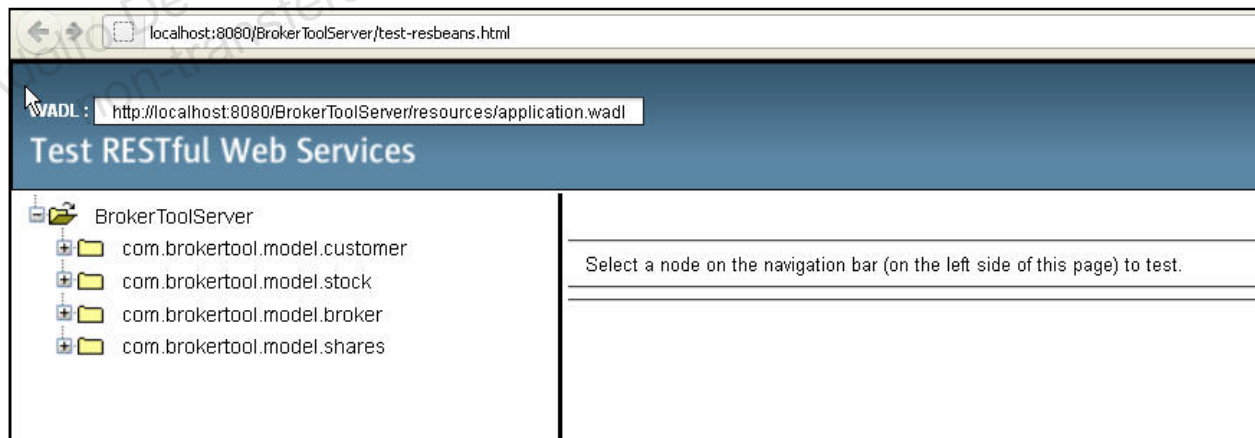 localhost:8080/BrokerToolServer/test-resbeans.html
WADL : http://localhost:8080/BrokerToolServer/resources/application.wadl
Test RESTful Web Services
BrokerToolServer
com.brokertool.model.customer
com.brokertool.model.stock
com.brokertool.model.broker
com.brokertool.model.shares
Select a node on the navigation bar (on the left side of this page) to test.